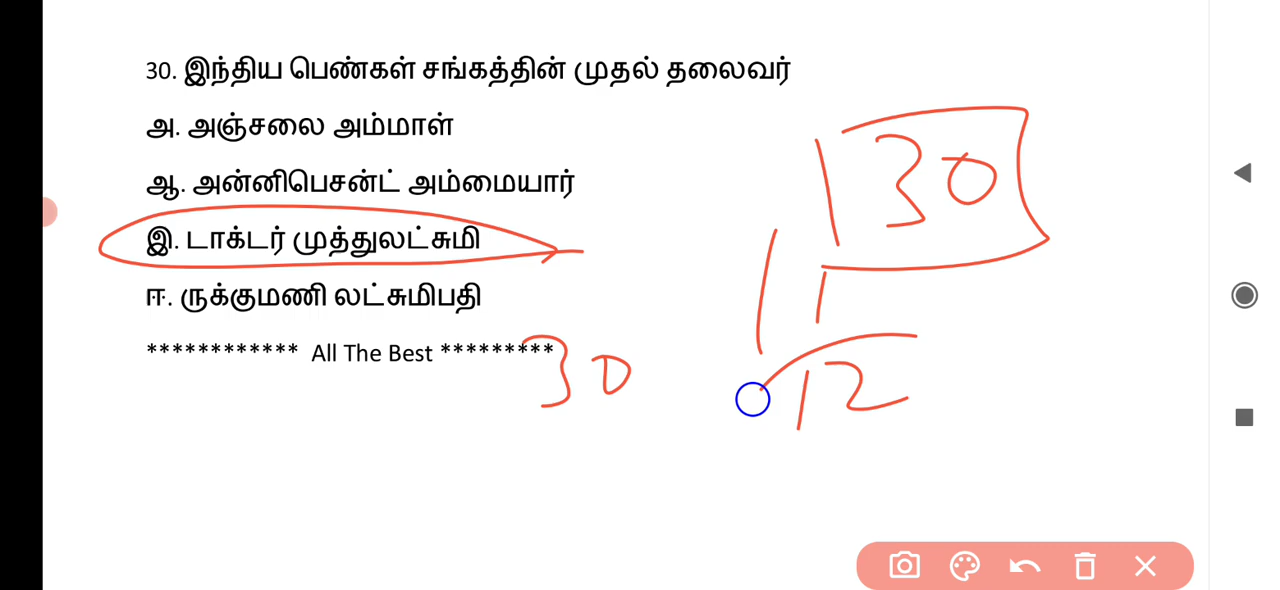 30. இந்திய பெண்கள் சங்கத்தின் முதல் தலைவர்
அ. அஞ்சலை அம்மாள்
ஆ. அன்னிபெசன்ட் அம்மையார்
இ. டாக்டர் முத்துலட்சுமி
ஈ. ருக்குமணி லட்சுமிபதி
************ All The Best *********
30
30
12